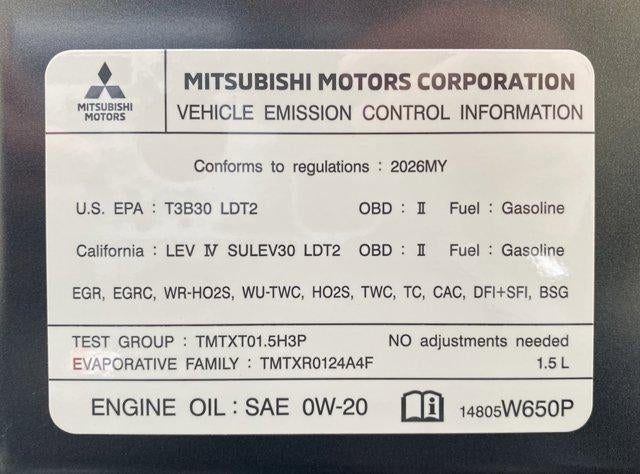 MITSUBISHI MOTORS
MITSUBISHI MOTORS CORPORATION
VEHICLE EMISSION CONTROL INFORMATION
Conforms to regulations : 2026MY
U.S. EPA : T3B30 LDT2 OBD : Ⅱ Fuel : Gasoline
California : LEV Ⅳ SULEV30 LDT2 OBD : Ⅱ Fuel : Gasoline
EGR, EGRC, WR-HO2S, WU-TWC, HO2S, TWC, TC, CAC, DFI+SFI, BSG
TEST GROUP : TMTXT01.5H3P NO adjustments needed
EVAPORATIVE FAMILY : TMTXR0124A4F 1.5 L
ENGINE OIL : SAE 0W-20 i 14805W650P